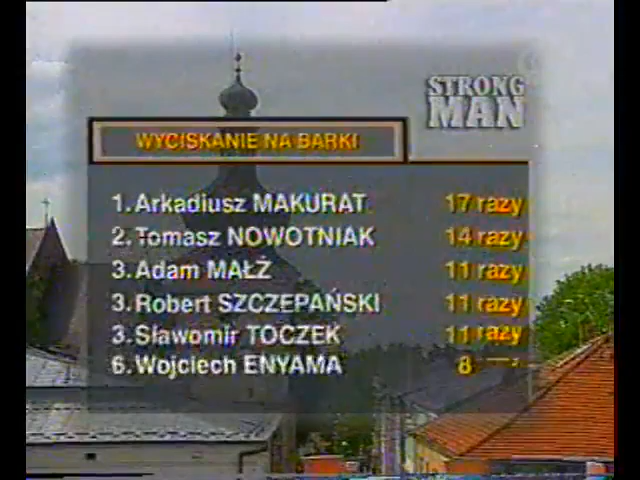 STRONG
MAN
WYCISKANIE NA BARKI
1. Arkadiusz MAKURAT 17 razy
2. Tomasz NOWOTNIAK 14 razy
3. Adam MAŁŻ 11 razy
3. Robert SZCZEPAŃSKI 11 razy
3. Sławomir TOCZEK 11 razy
6. Wojciech ENYAMA 8